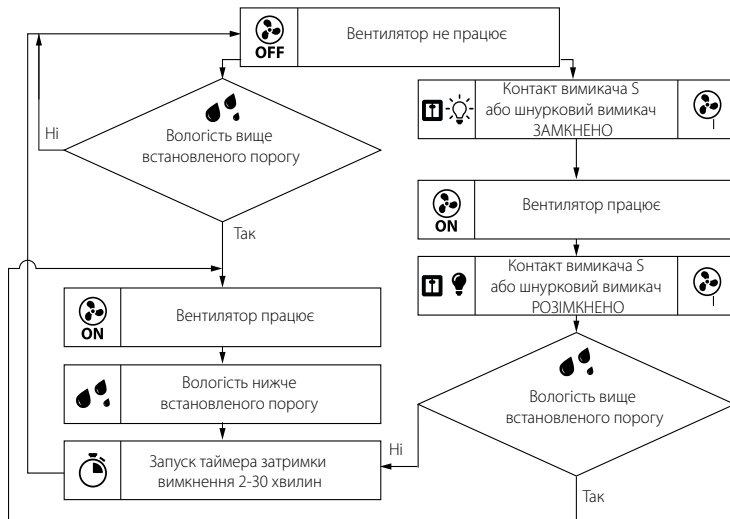 OFF
Вентилятор не працює
Контакт вимикача S
або шнурковий вимикач
ЗАМКНЕНО
Ні
Вологість вище
встановленого порогу
ON
Вентилятор працює
Так
Контакт вимикача S
або шнурковий вимикач
РОЗІМКНЕНО
ON
Вентилятор працює
Вологість нижче
встановленого порогу
Вологість вище
встановленого порогу
Запуск таймера затримки
вимкнення 2-30 хвилин
Ні
Так